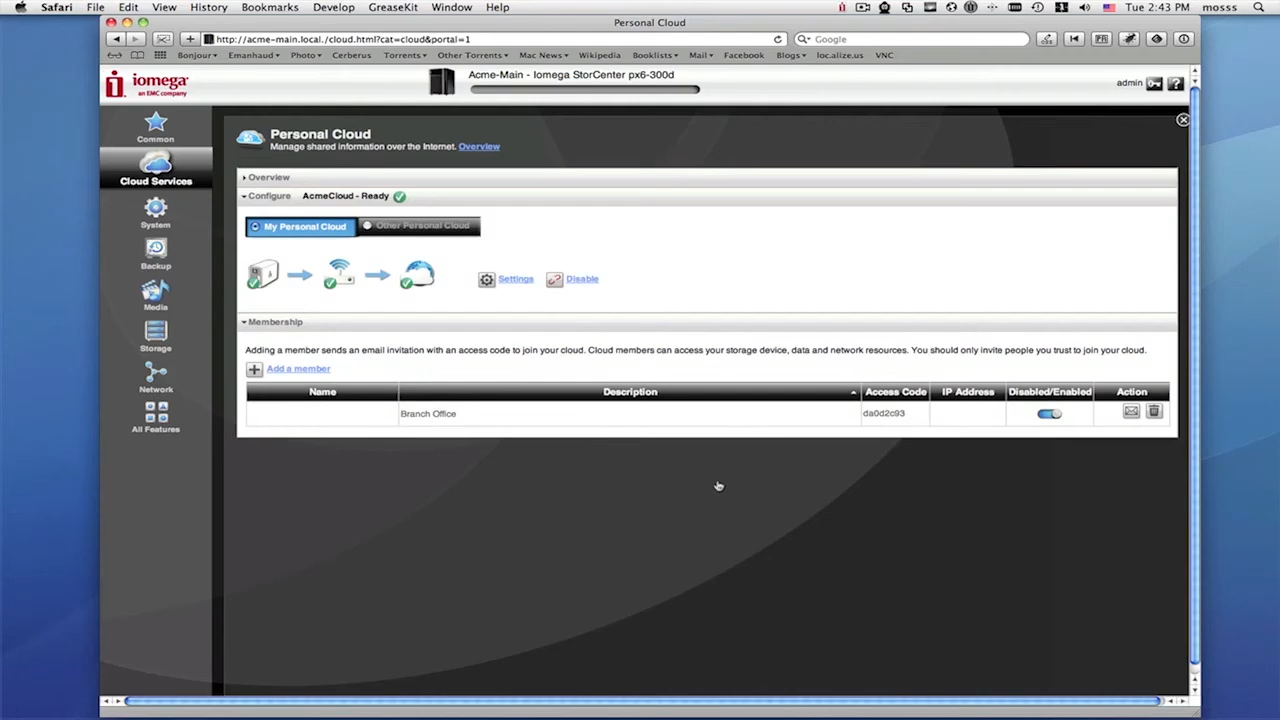 Safari File Edit View History Bookmarks Develop GreaseKit Window Help Tue 2:43 PM mosss
Personal Cloud
http://acme-main.local./cloud.html?cat=cloud&portal=1 Google
Bonjour Emanhaud Photo Cerberus Torrents Other Torrents Mac News Wikipedia Booklists Mail Facebook Blogs local.ize.us VNC
iomega
an EMC company
Acme-Main - Iomega StorCenter px6-300d
admin
Common
Cloud Services
System
Backup
Media
Storage
Network
All Features
Personal Cloud
Manage shared information over the Internet. Overview
Overview
Configure AcmeCloud - Ready
My Personal Cloud Other Personal Cloud
Settings Disable
Membership
Adding a member sends an email invitation with an access code to join your cloud. Cloud members can access your storage device, data and network resources. You should only invite people you trust to join your cloud.
Add a member
Name Description Access Code IP Address Disabled/Enabled Action
Branch Office da0d2c93